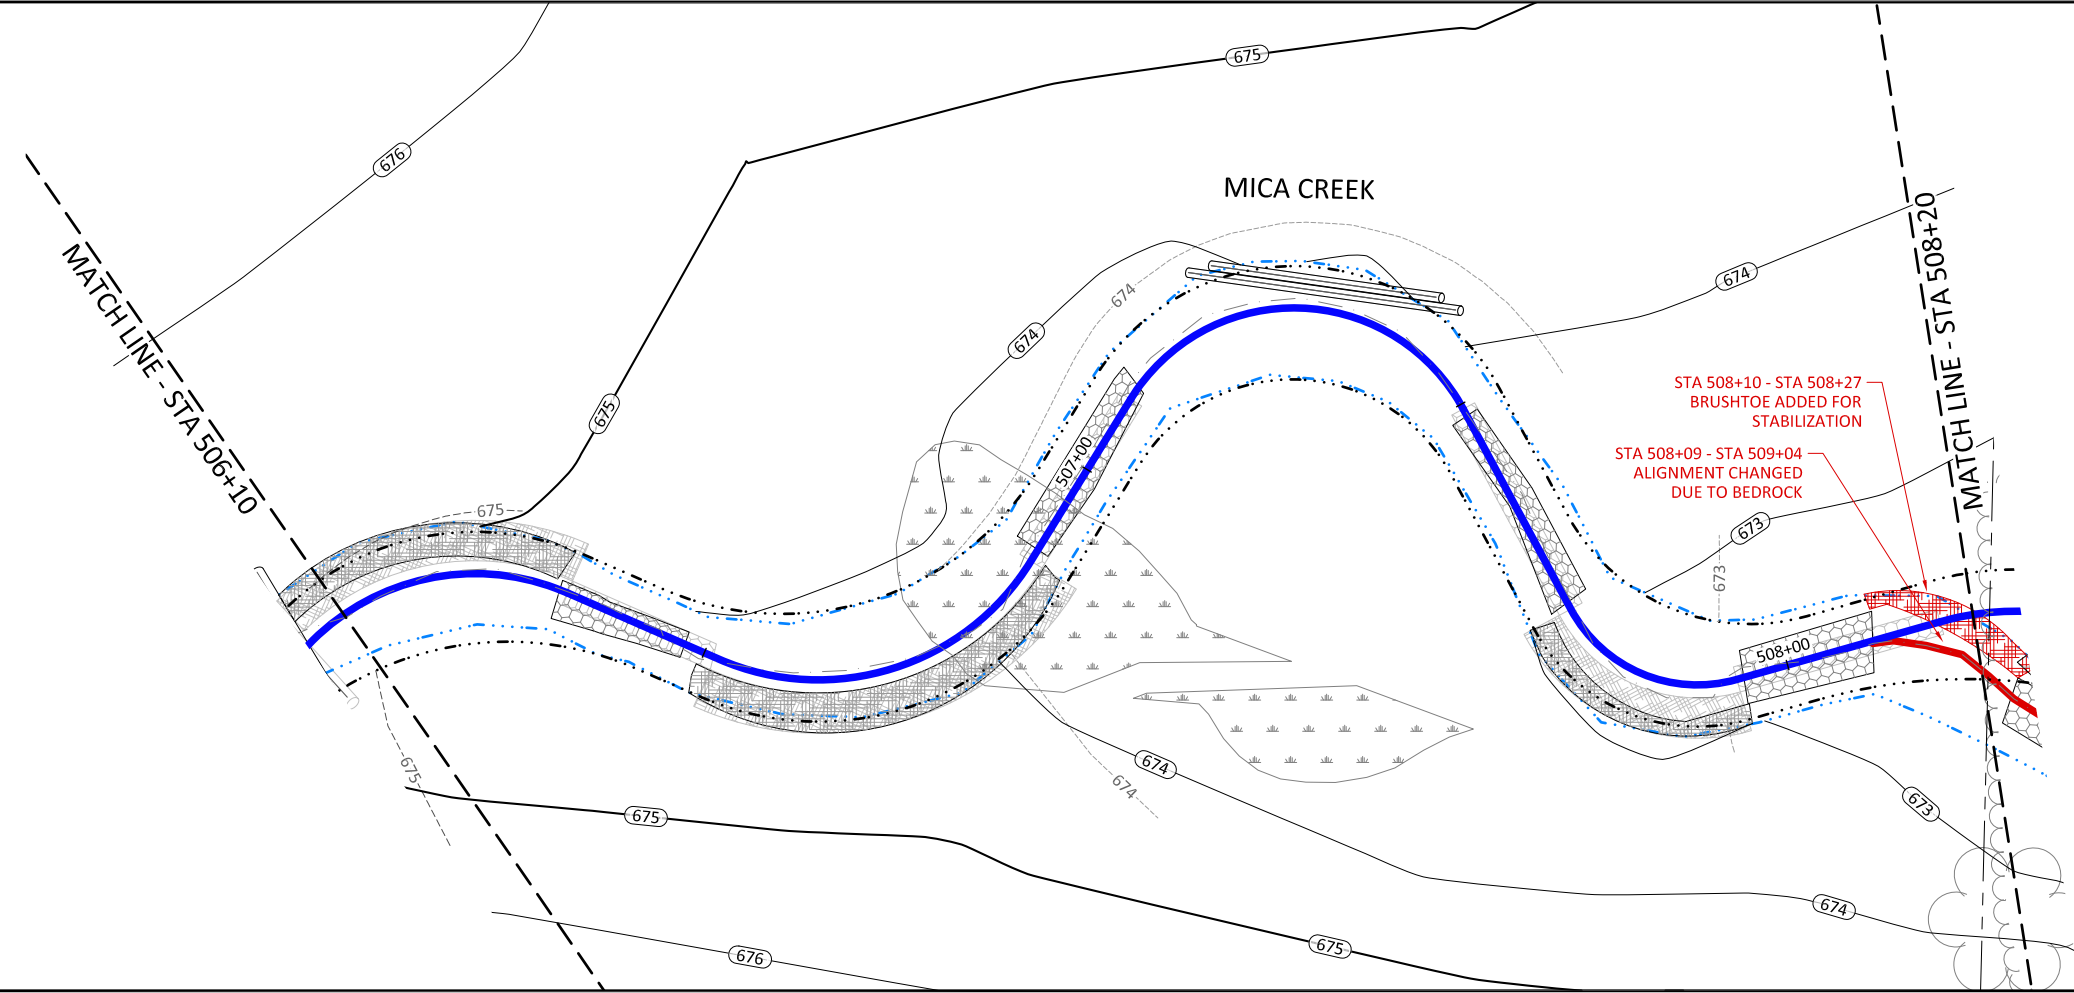 675
676
MICA CREEK
MATCH LINE - STA 508+20
674
674
674
MATCH LINE - STA 506+10
STA 508+10 - STA 508+27
BRUSHTOE ADDED FOR
STABILIZATION
675
STA 508+09 - STA 509+04
ALIGNMENT CHANGED
DUE TO BEDROCK
507+00
675
673
673
508+00
675
674
674
673
675
674
675
676